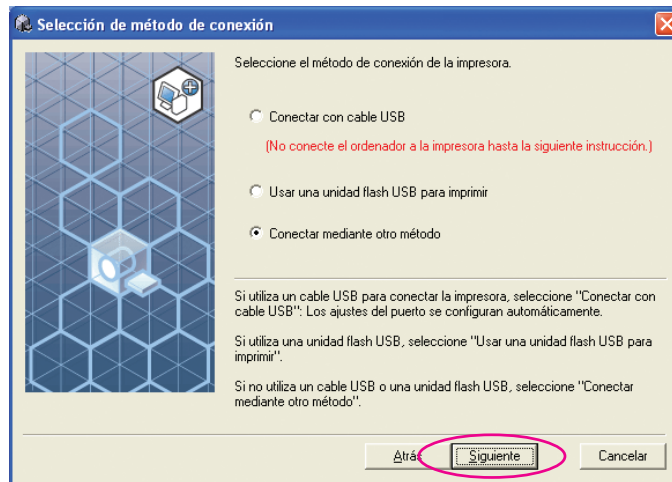 Selección de método de conexión
Seleccione el método de conexión de la impresora.
Conectar con cable USB
(No conecte el ordenador a la impresora hasta la siguiente instrucción.)
Usar una unidad flash USB para imprimir
Conectar mediante otro método
Si utiliza un cable USB para conectar la impresora, seleccione "Conectar con
cable USB": Los ajustes del puerto se configuran automáticamente.
Si utiliza una unidad flash USB, seleccione "Usar una unidad flash USB para
imprimir".
Si no utiliza un cable USB o una unidad flash USB, seleccione "Conectar
mediante otro método".
Atrás Siguiente Cancelar